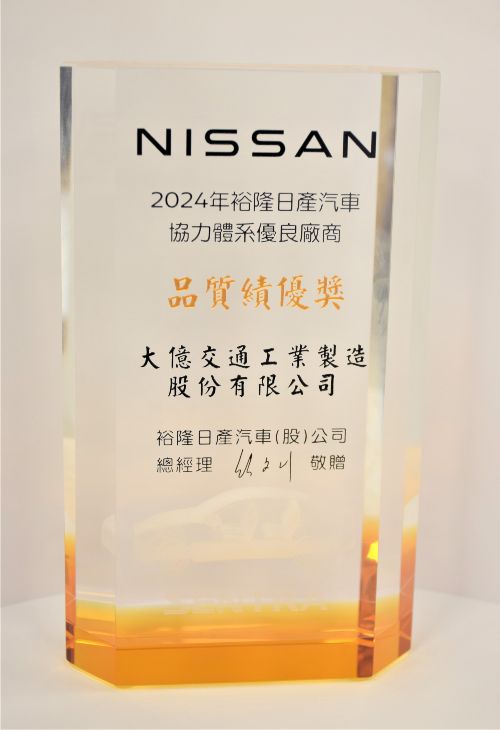 NISSAN
2024年裕隆日產汽車
協力體系優良廠商
品質績優獎
大億交通工業製造
股份有限公司
裕隆日產汽車(股)公司
總經理 敬贈
SENTRA